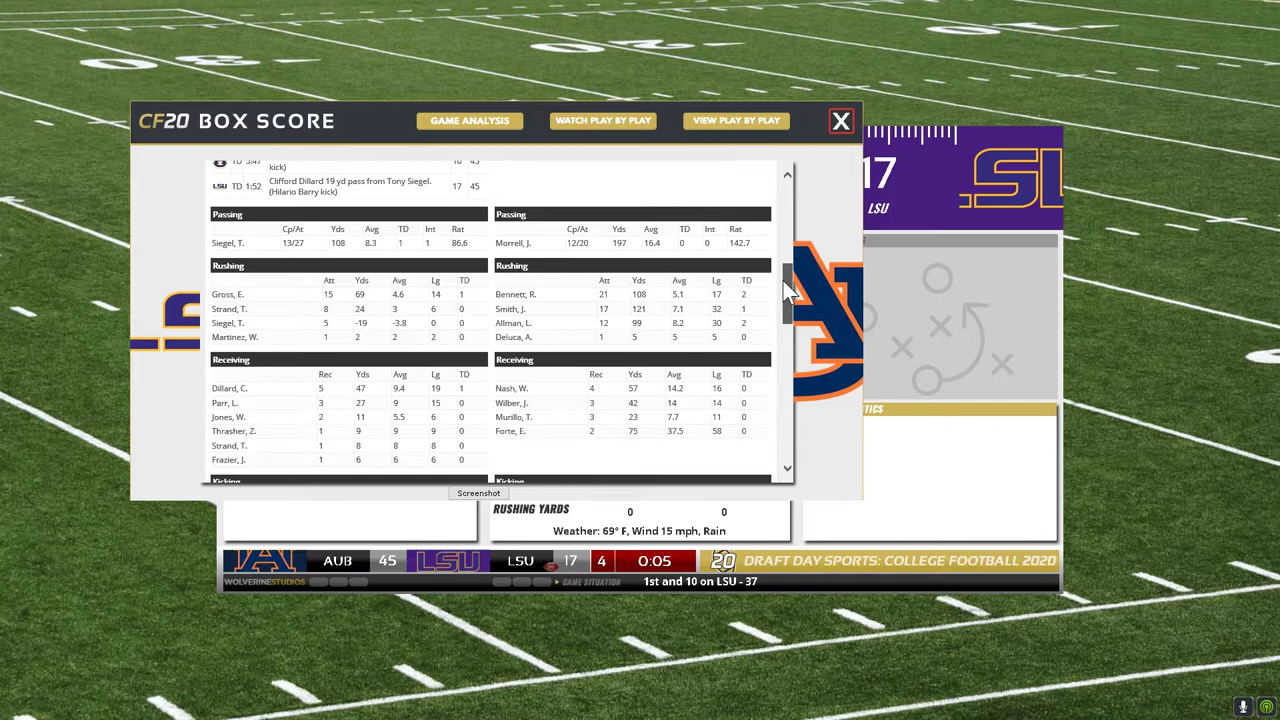 CF20 BOX SCORE
GAME ANALYSIS
WATCH PLAY BY PLAY
VIEW PLAY BY PLAY
X
17
LSU
kick)
LSU TD 1:52 Clifford Dillard 19 yd pass from Tony Siegel. 17 45
(Hilario Barry kick)
Passing
Cp/At Yds Avg TD Int Rat
Siegel, T. 13/27 108 8.3 1 1 86.6
Rushing
Att Yds Avg Lg TD
Gross, E. 15 69 4.6 14 1
Strand, T. 8 24 3 6 0
Siegel, T. 5 -19 -3.8 0 0
Martinez, W. 1 2 2 2 0
Receiving
Rec Yds Avg Lg TD
Dillard, C. 5 47 9.4 19 1
Parr, L. 3 27 9 15 0
Jones, W. 2 11 5.5 6 0
Thrasher, Z. 1 9 9 9 0
Strand, T. 1 8 8 8 0
Frazier, J. 1 6 6 6 0
Kicking
Passing
Cp/At Yds Avg TD Int Rat
Morrell, J. 12/20 197 16.4 0 0 142.7
Rushing
Att Yds Avg Lg TD
Bennett, R. 21 108 5.1 17 2
Smith, J. 17 121 7.1 32 1
Allman, L. 12 99 8.2 30 2
Deluca, A. 1 5 5 5 0
Receiving
Rec Yds Avg Lg TD
Nash, W. 4 57 14.2 16 0
Wilber, J. 3 42 14 14 0
Murillo, T. 3 23 7.7 11 0
Forte, E. 2 75 37.5 58 0
Kicking
Screenshot
RUSHING YARDS 0 0
Weather: 69° F, Wind 15 mph, Rain
AUB 45 LSU LSU 17 4 0:05 20 DRAFT DAY SPORTS: COLLEGE FOOTBALL 2020
WOLVERINESTUDIOS GAME SITUATION 1st and 10 on LSU - 37